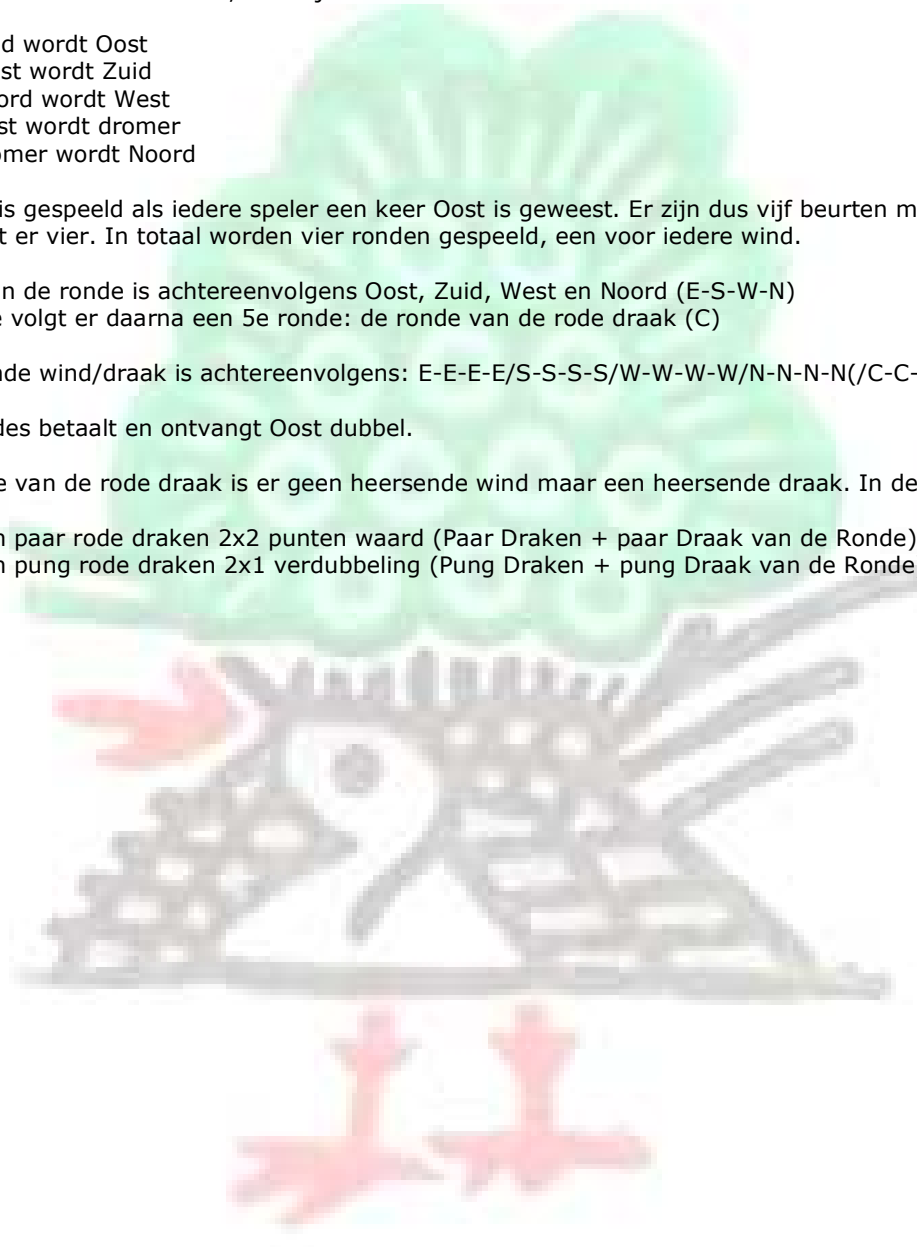 d wordt Oost
st wordt Zuid
ord wordt West
st wordt dromer
omer wordt Noord
is gespeeld als iedere speler een keer Oost is geweest. Er zijn dus vijf beurten m
t er vier. In totaal worden vier ronden gespeeld, een voor iedere wind.
n de ronde is achtereenvolgens Oost, Zuid, West en Noord (E-S-W-N)
e volgt er daarna een 5e ronde: de ronde van de rode draak (C)
de wind/draak is achtereenvolgens: E-E-E-E/S-S-S-S/W-W-W-W/N-N-N-N(/C-C-
des betaalt en ontvangt Oost dubbel.
e van de rode draak is er geen heersende wind maar een heersende draak. In de
n paar rode draken 2x2 punten waard (Paar Draken + paar Draak van de Ronde)
n pung rode draken 2x1 verdubbeling (Pung Draken + pung Draak van de Ronde